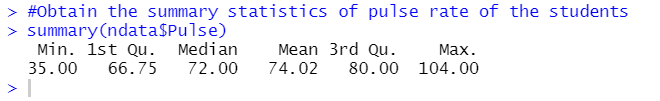 > #Obtain the summary statistics of pulse rate of the students
> summary(ndata$Pulse)
Min. 1st Qu. Median Mean 3rd Qu. Max.
35.00 66.75 72.00 74.02 80.00 104.00
>